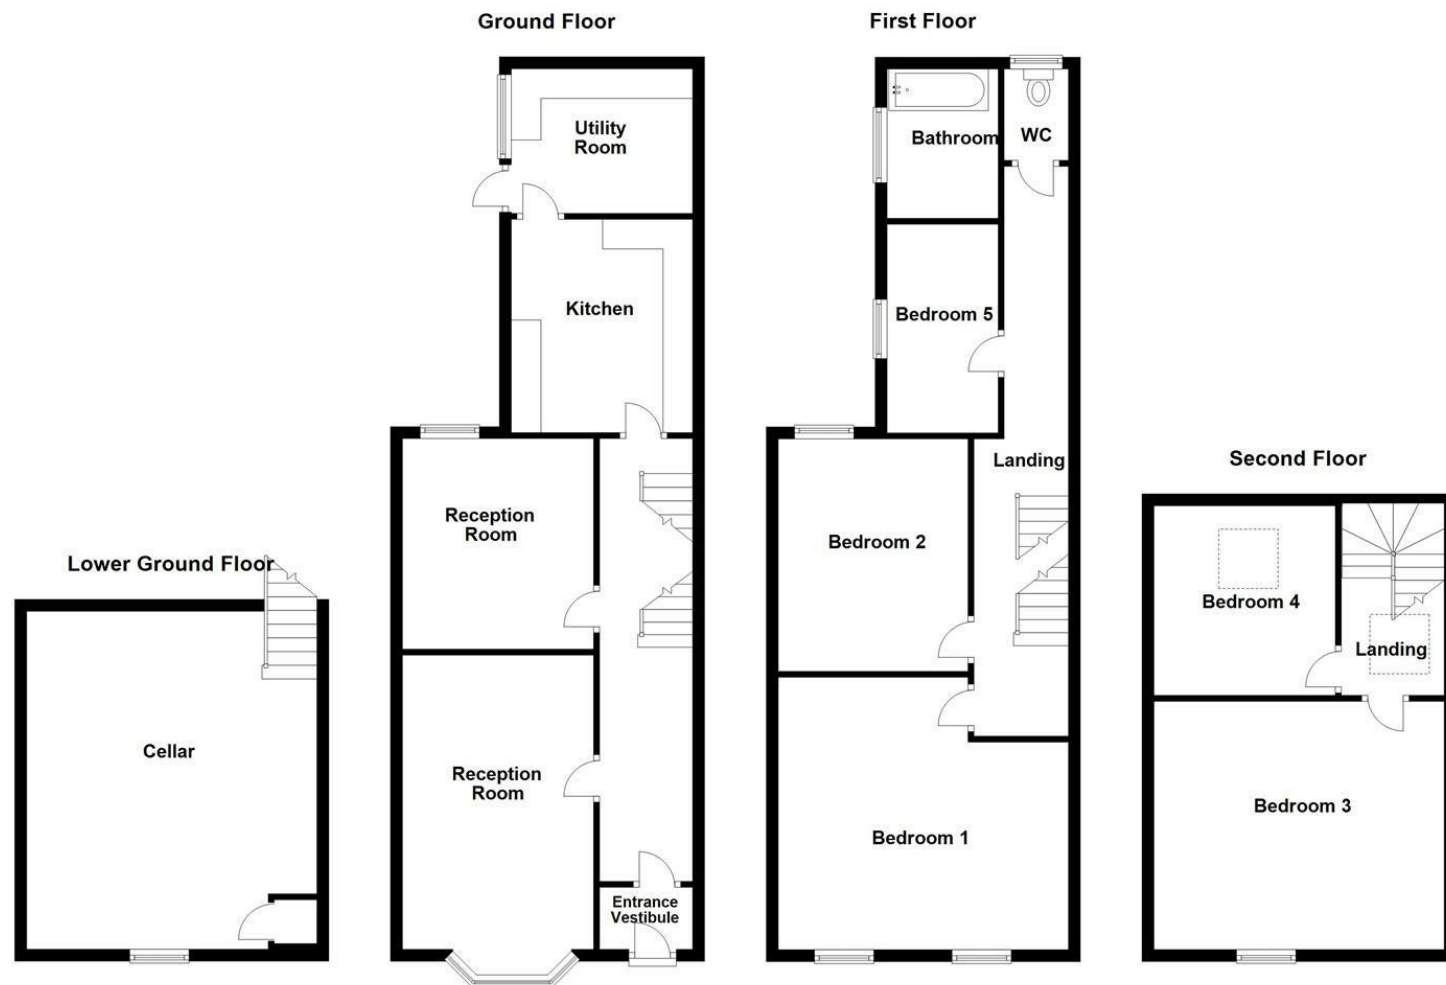 Lower Ground Floor
Cellar
Ground Floor
Utility
Room
Kitchen
Reception
Room
Reception
Room
Entrance
Vestibule
First Floor
Bathroom
WC
Bedroom 5
Landing
Bedroom 2
Bedroom 1
Second Floor
Bedroom 4
Landing
Bedroom 3